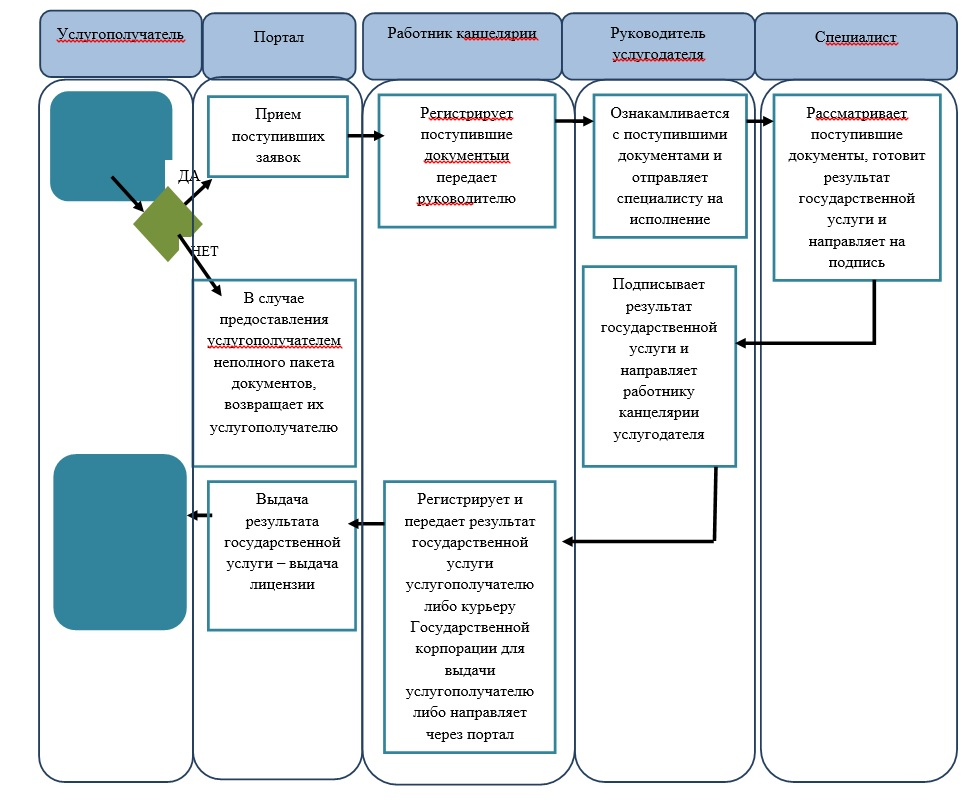 Услугополучатель
Портал
Работник канцелярии
Руководитель
услугодателя
Специалист
ДА
НЕТ
Прием
поступивших
заявок
Регистрирует
поступившие
документыи
передает
руководителю
Ознакамливается
с поступившими
документами и
отправляет
специалисту на
исполнение
Рассматривает
поступившие
документы, готовит
результат
государственной
услуги и
направляет на
подпись
В случае
предоставления
услугополучателем
неполного пакета
документов,
возвращает их
услугополучателю
Подписывает
результат
государственной
услуги и
направляет
работнику
канцелярии
услугодателя
Выдача
результата
государственной
услуги – выдача
лицензии
Регистрирует и
передает результат
государственной
услуги
услугополучателю
либо курьеру
Государственной
корпорации для
выдачи
услугополучателю
либо направляет
через портал